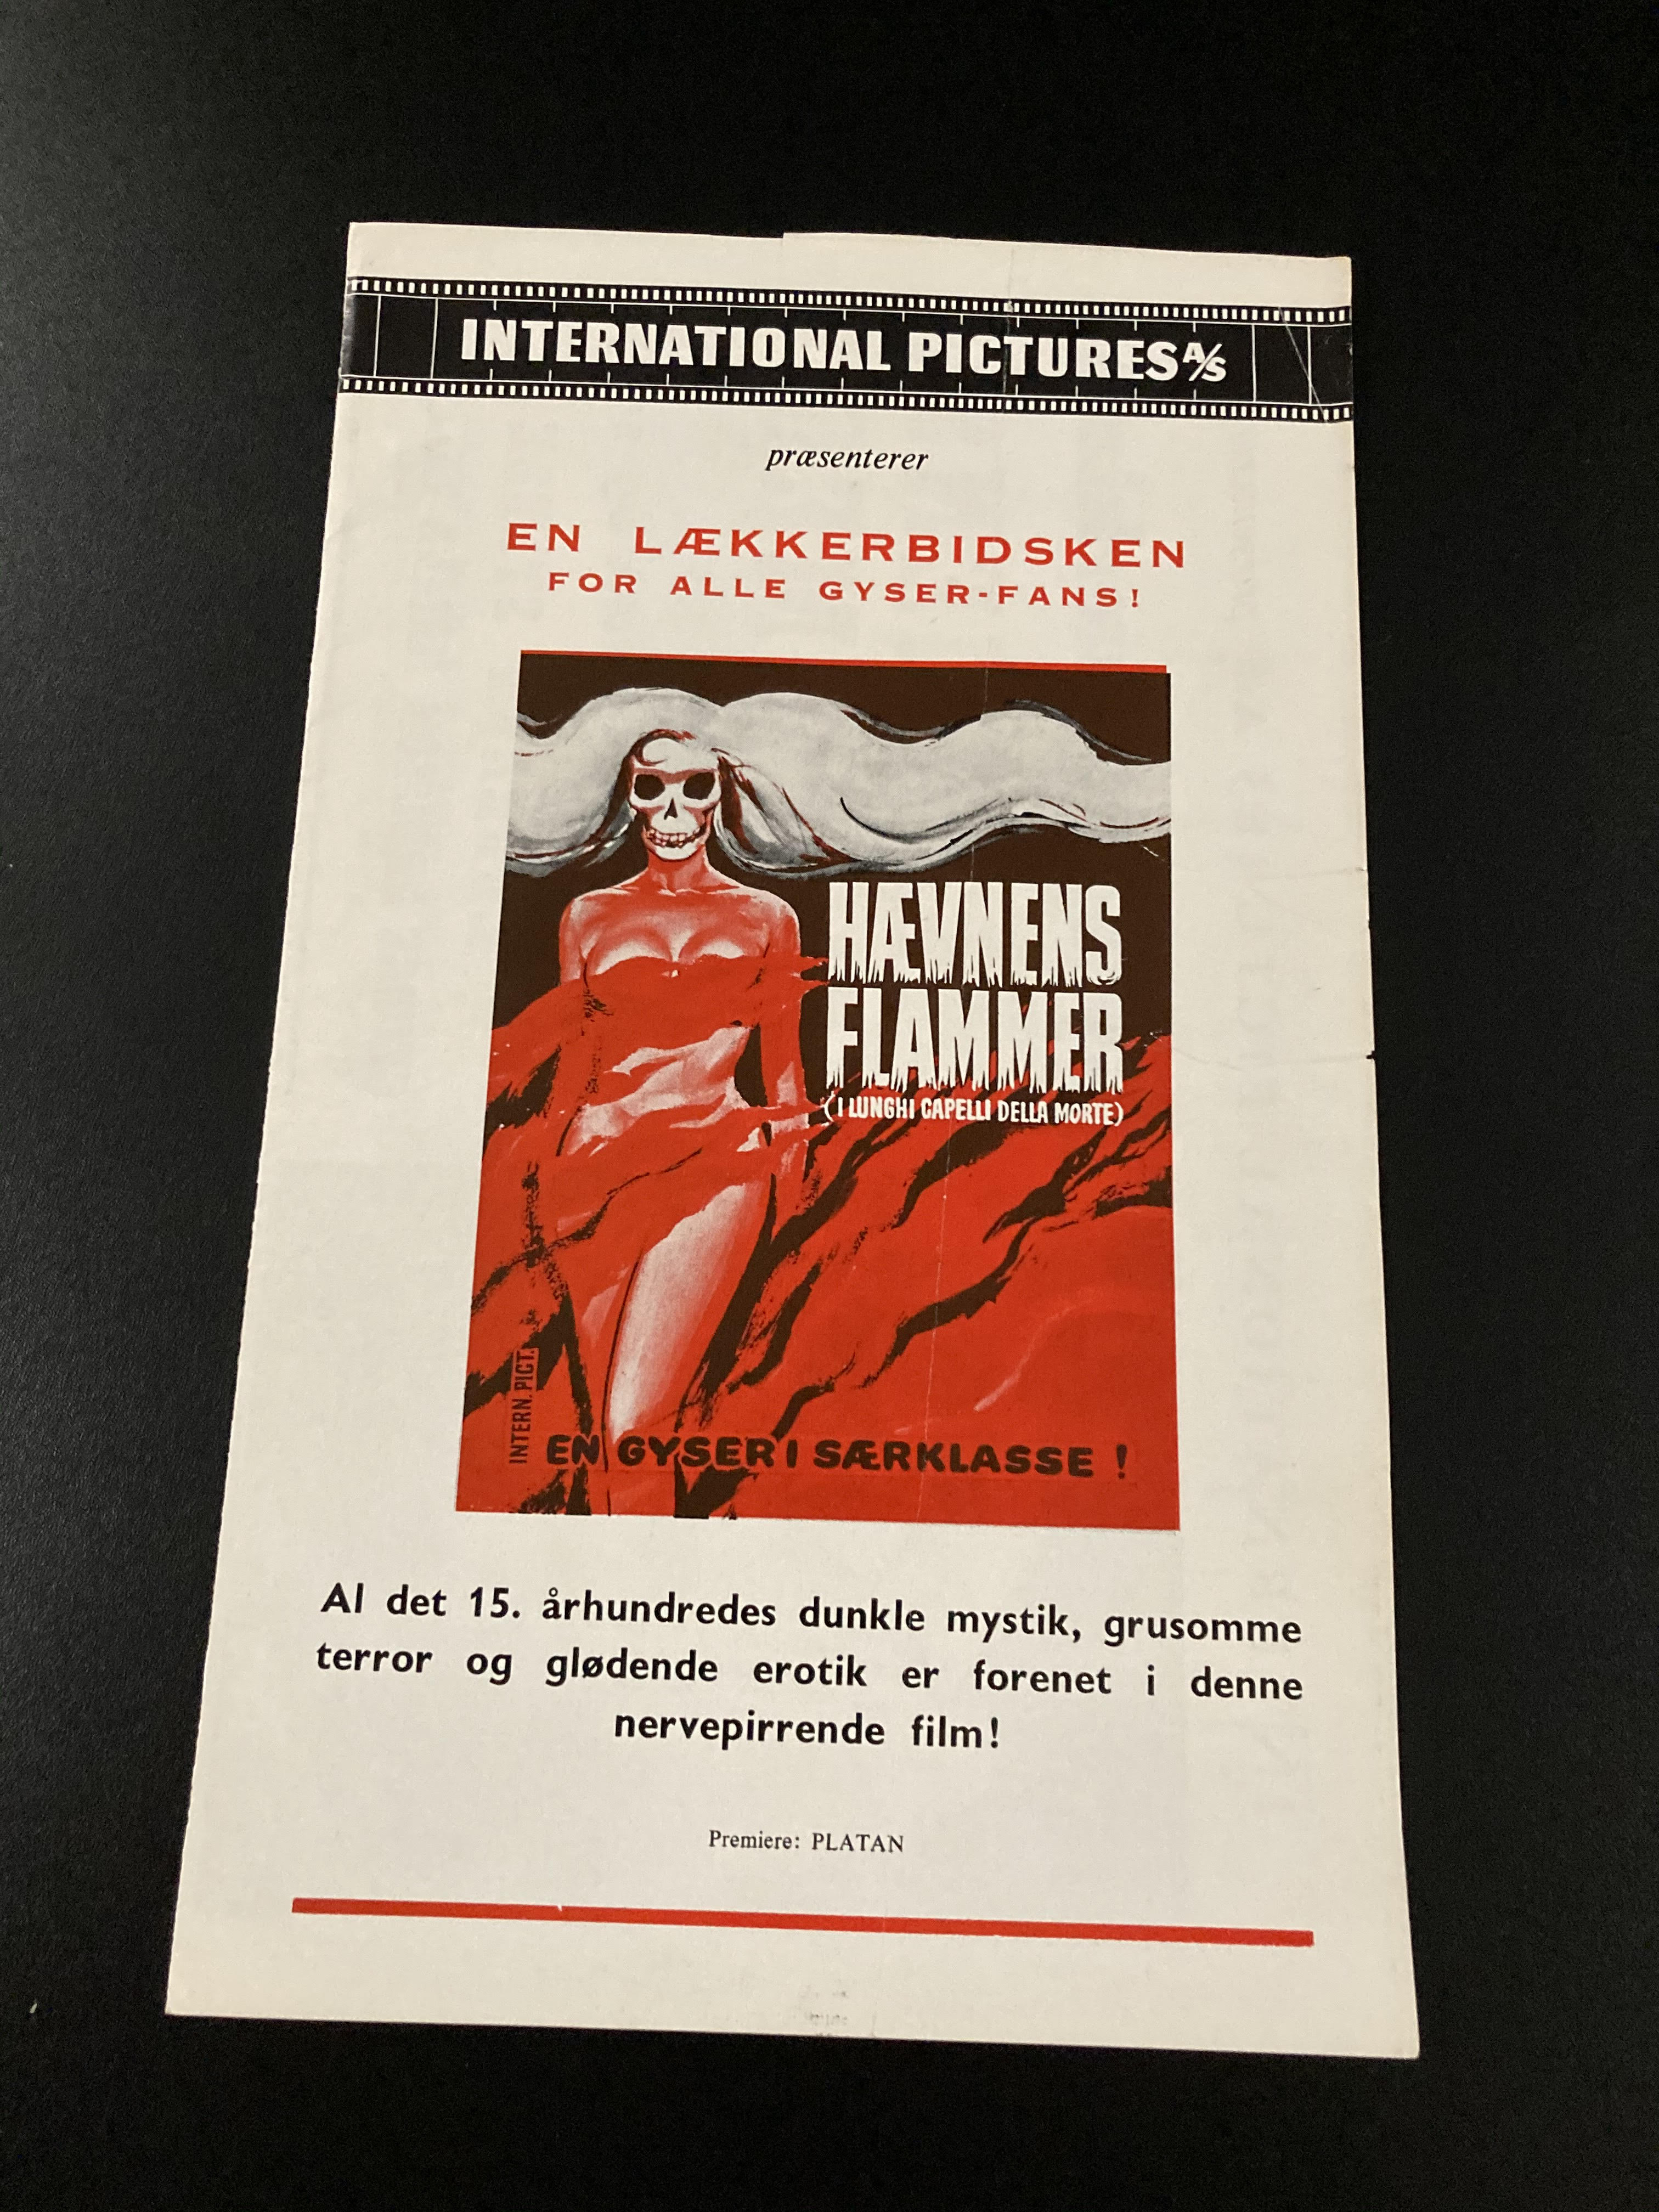 INTERNATIONAL PICTURES A/S
præsenterer
EN LÆKKERBIDSKEN
FOR ALLE GYSER-FANS!
HÆVNENS
FLAMMER
(I LUNGHI CAPELLI DELLA MORTE)
INTERN. PICT.
EN GYSER I SÆRKLASSE !
Al det 15. århundredes dunkle mystik, grusomme
terror og glødende erotik er forenet i denne
nervepirrende film!
Premiere: PLATAN